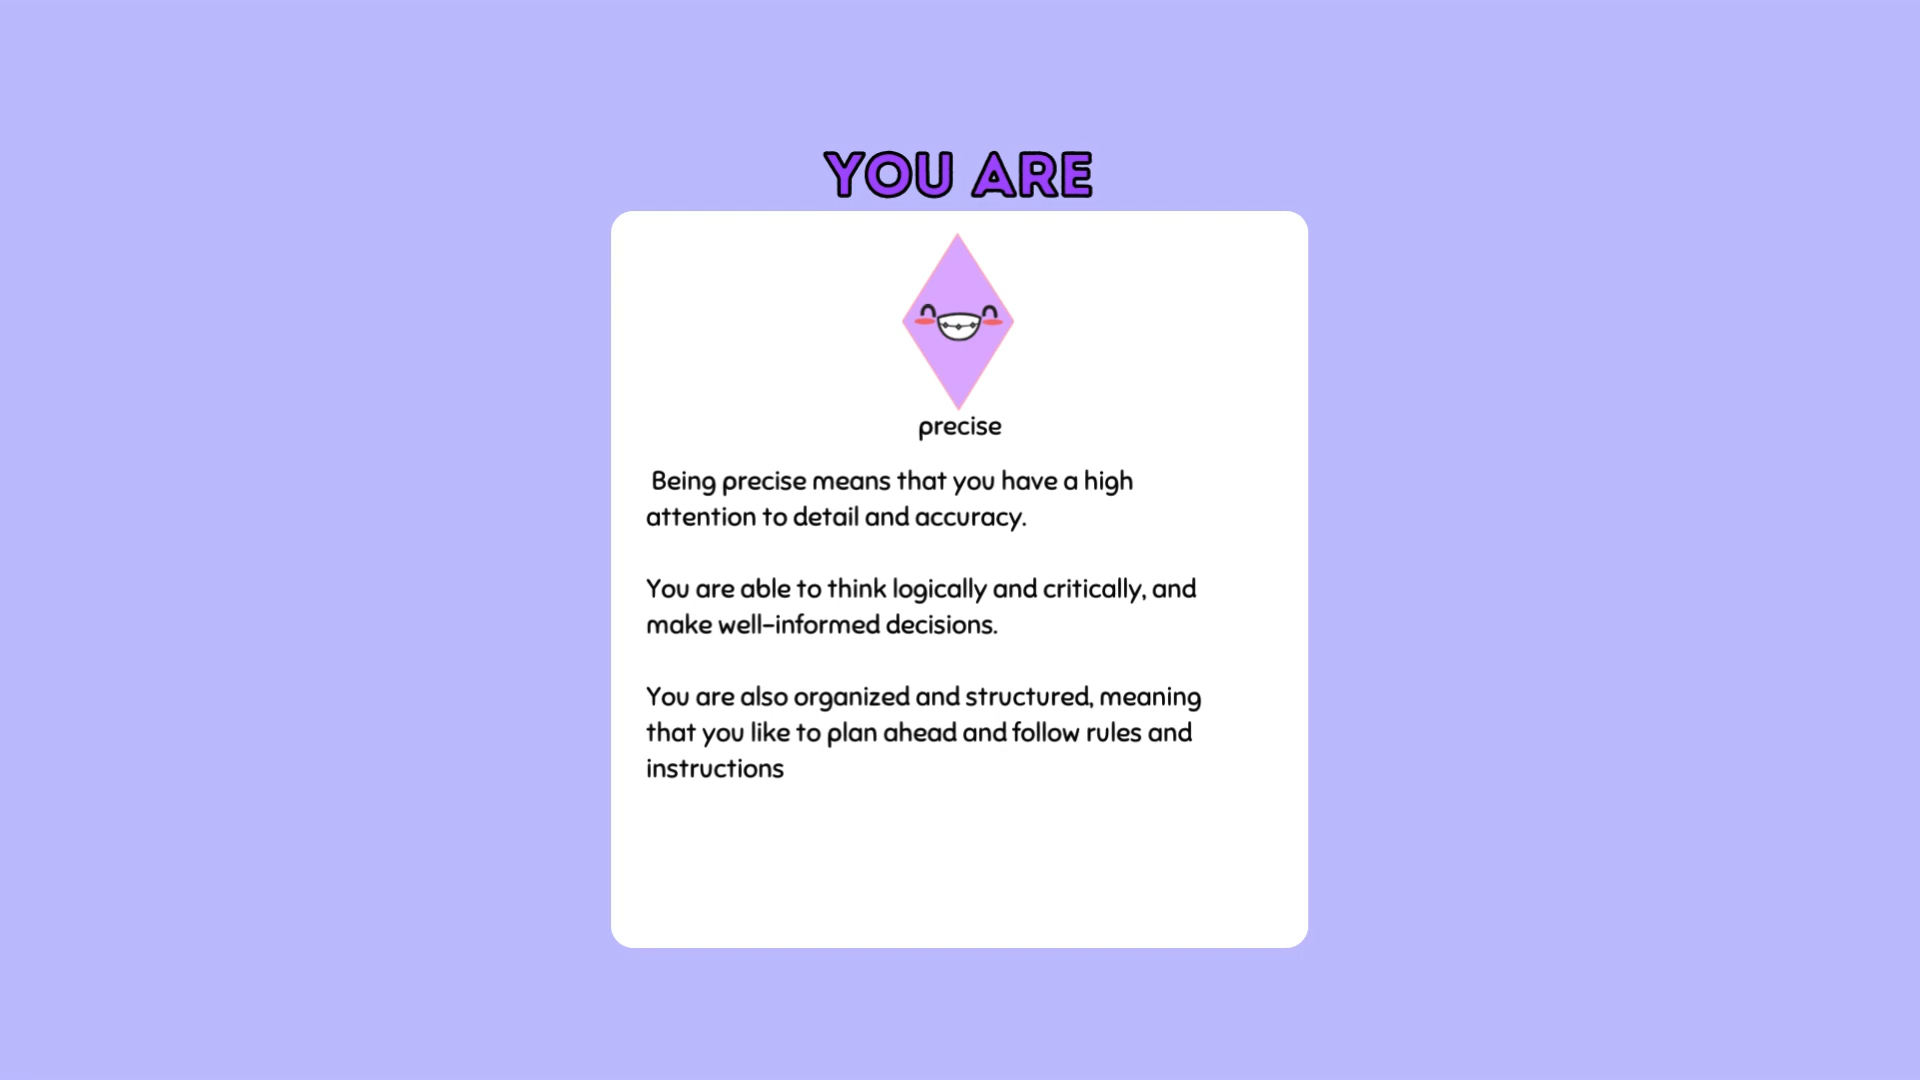 YOU ARE
precise
Being precise means that you have a high
attention to detail and accuracy.
You are able to think logically and critically, and
make well-informed decisions.
You are also organized and structured, meaning
that you like to plan ahead and follow rules and
instructions